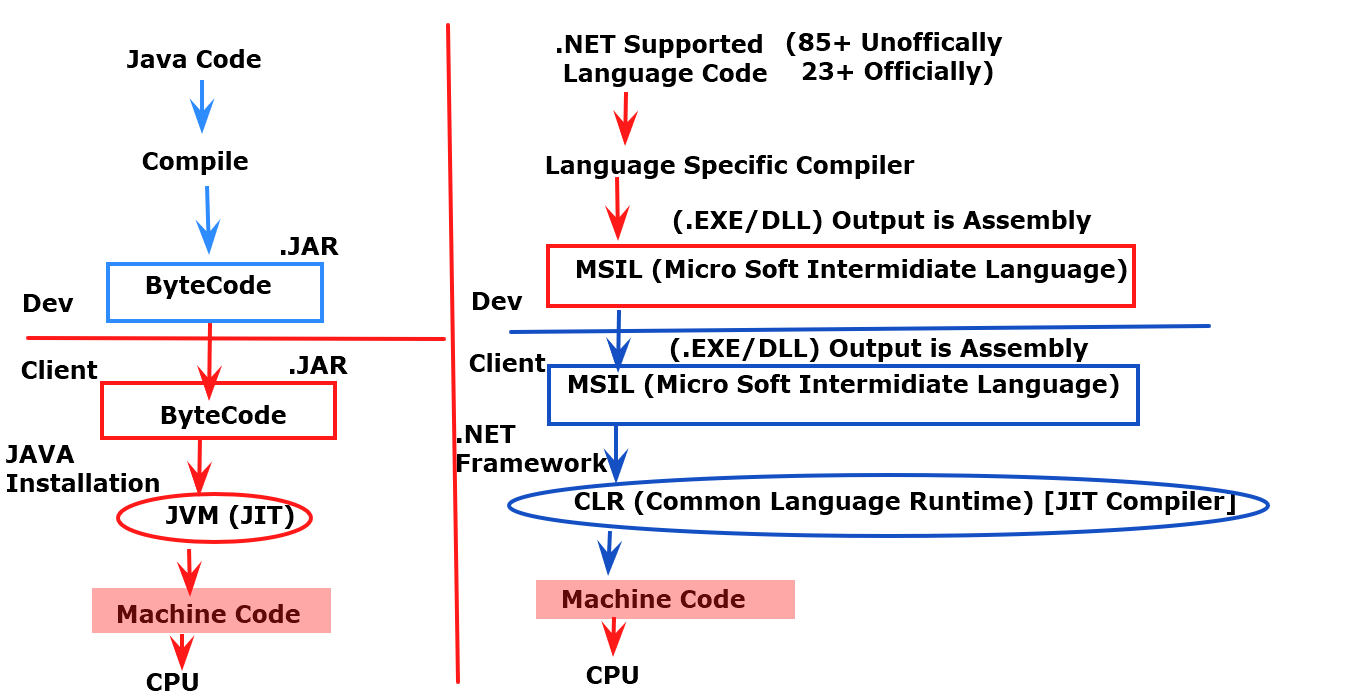 Java Code
Compile
.JAR
ByteCode
Dev
Client
.JAR
ByteCode
JAVA
Installation
JVM (JIT)
Machine Code
CPU
.NET Supported (85+ Unoffically
Language Code 23+ Officially)
Language Specific Compiler
(.EXE/DLL) Output is Assembly
MSIL (Micro Soft Intermidiate Language)
Dev
(.EXE/DLL) Output is Assembly
Client
MSIL (Micro Soft Intermidiate Language)
.NET
Framework
CLR (Common Language Runtime) [JIT Compiler]
Machine Code
CPU